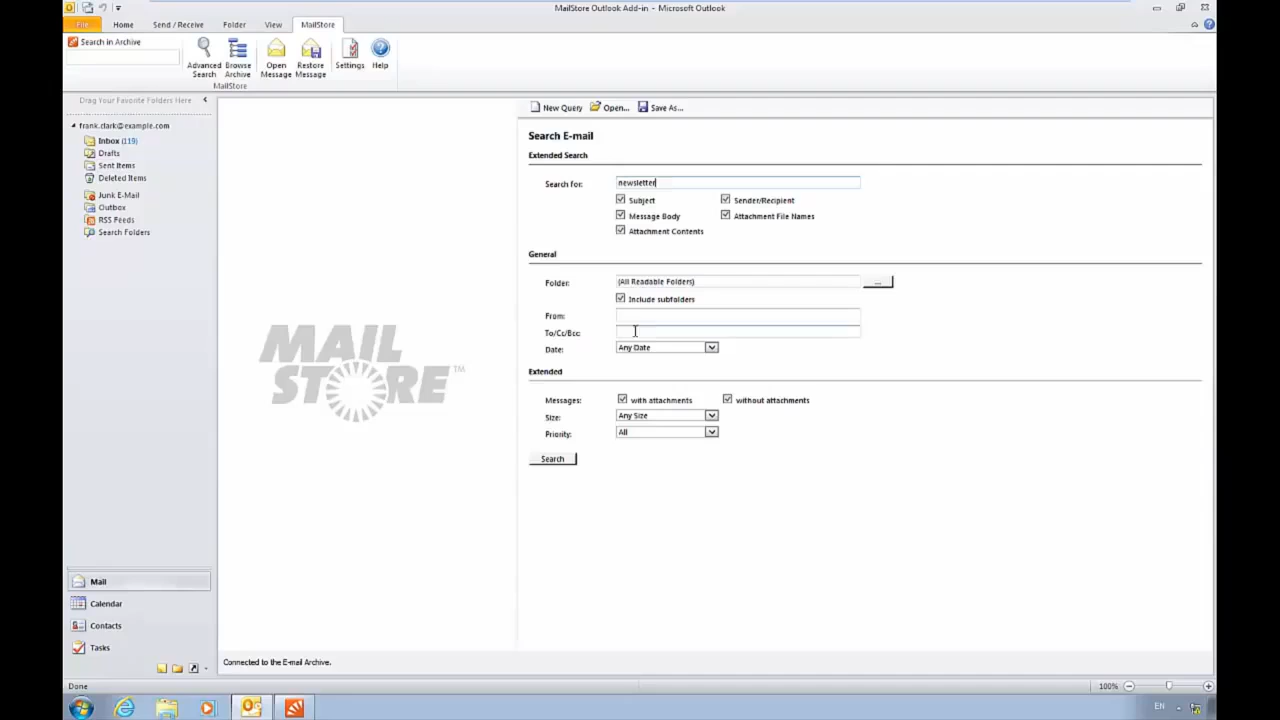 MailStore Outlook Add-in - Microsoft Outlook
File Home Send / Receive Folder View MailStore
Search in Archive
Advanced Search
Browse Archive
Open Message
Restore Message
Settings
Help
MailStore
Drag Your Favorite Folders Here
frank.clark@example.com
Inbox (119)
Drafts
Sent Items
Deleted Items
Junk E-Mail
Outbox
RSS Feeds
Search Folders
Mail
Calendar
Contacts
Tasks
MAIL
STORE™
New Query Open... Save As...
Search E-mail
Extended Search
Search for: newsletter
Subject Sender/Recipient
Message Body Attachment File Names
Attachment Contents
General
Folder: (All Readable Folders) ...
Include subfolders
From:
To/Cc/Bcc:
Date: Any Date
Extended
Messages: with attachments without attachments
Size: Any Size
Priority: All
Search
Connected to the E-mail Archive.
Done 100%
EN